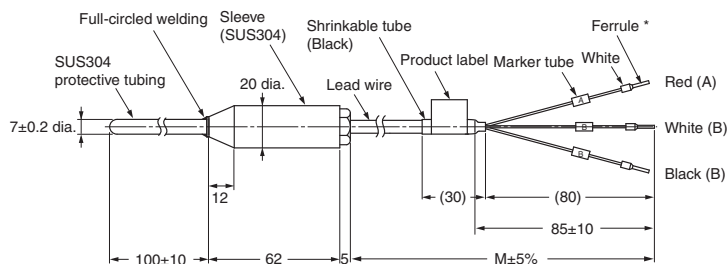 Full-circled welding
Sleeve
(SUS304)
Shrinkable tube
(Black)
Ferrule *
White
Marker tube
Product label
SUS304
protective tubing
20 dia.
Lead wire
Red (A)
A
7±0.2 dia.
B
White (B)
B
Black (B)
12
(30)
(80)
85±10
100±10
62
5
M±5%